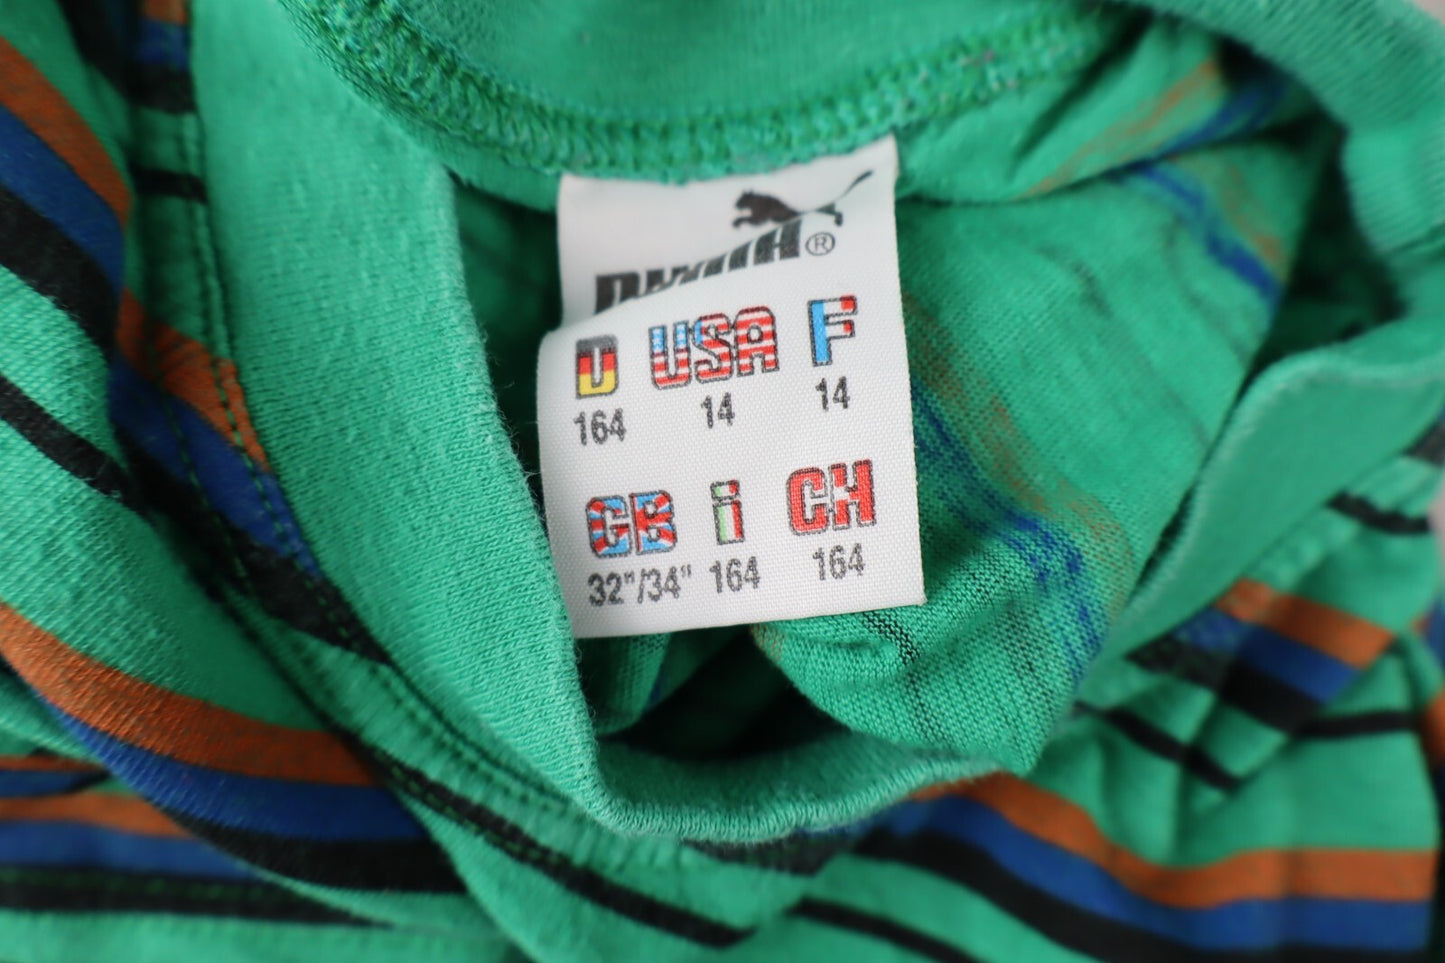 PUMA®
D USA F
164 14 14
GB i CH
32"/34" 164 164